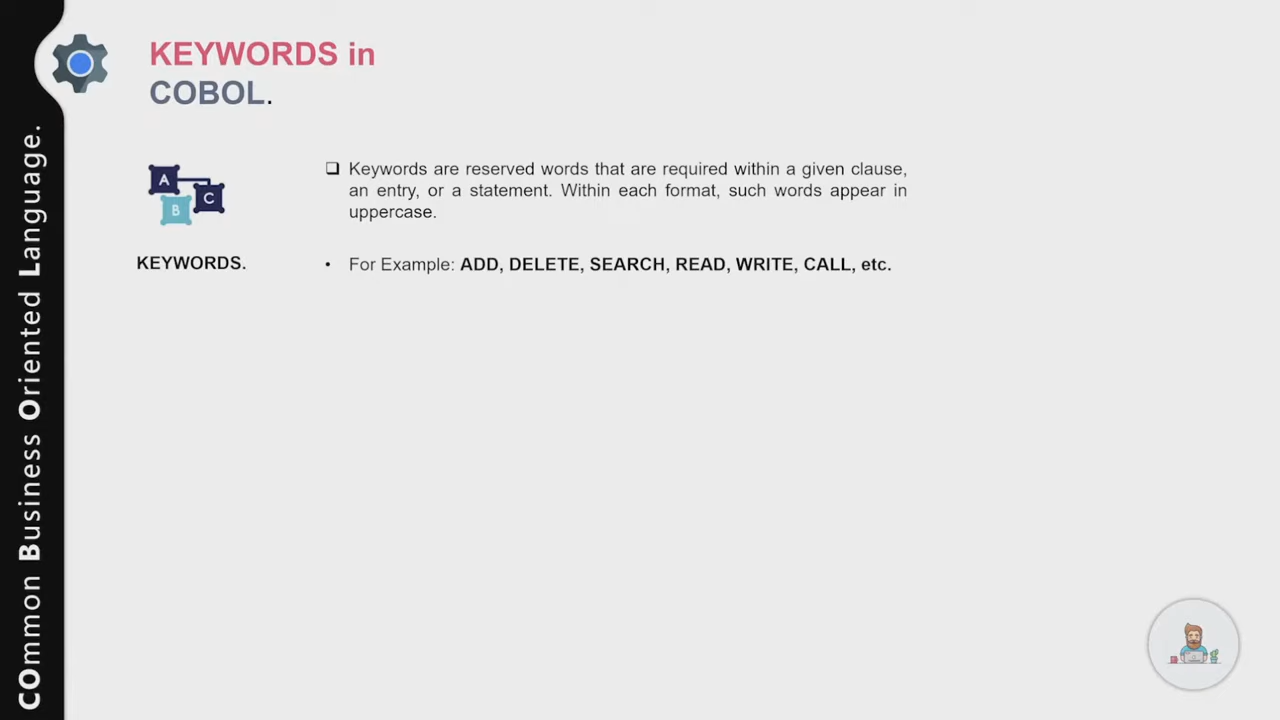 KEYWORDS in
COBOL.
COmmon Business Oriented Language.
A
B
C
KEYWORDS.
❑ Keywords are reserved words that are required within a given clause,
an entry, or a statement. Within each format, such words appear in
uppercase.
• For Example: ADD, DELETE, SEARCH, READ, WRITE, CALL, etc.